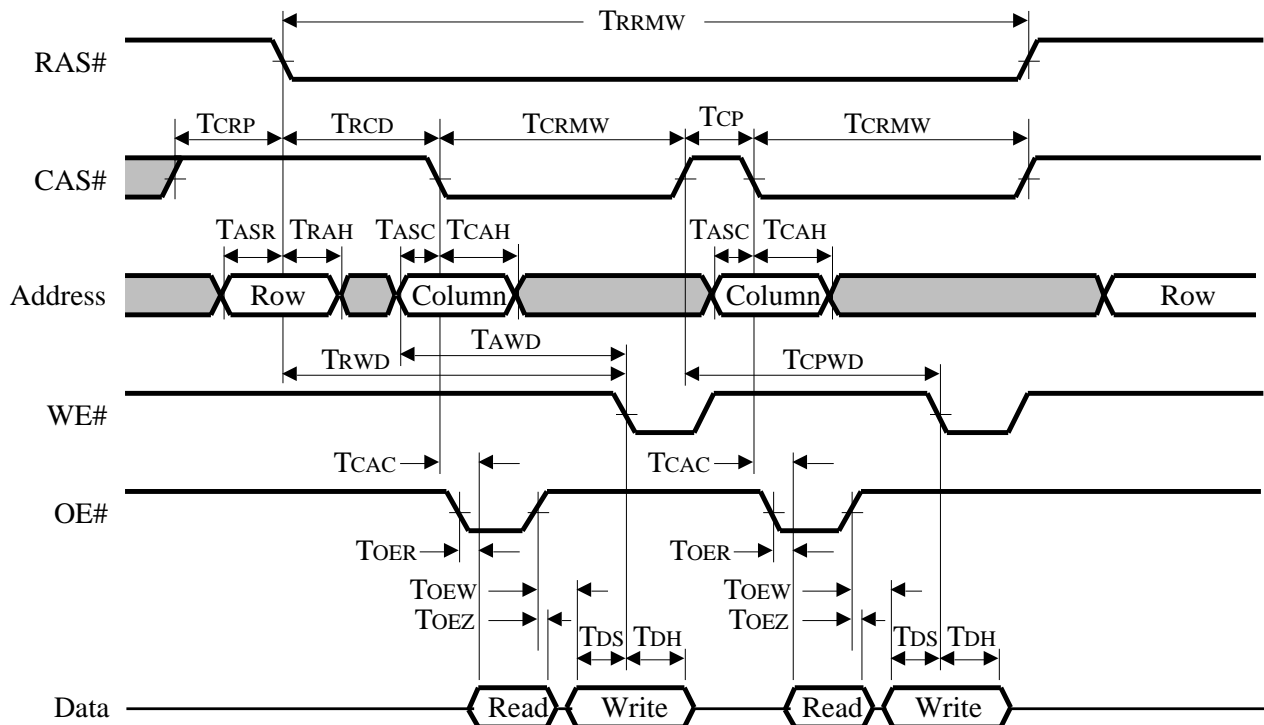 TRRMW
RAS#
TCRP TRCD TCRMW TCP TCRMW
CAS#
TASR TRAH TASC TCAH TASC TCAH
Address Row Column Column Row
TAWD
TRWD TCPWD
WE#
TCAC TCAC
OE#
TOER TOER
TOEW TOEW
TOEZ TOEZ
TDS TDH TDS TDH
Data Read Write Read Write